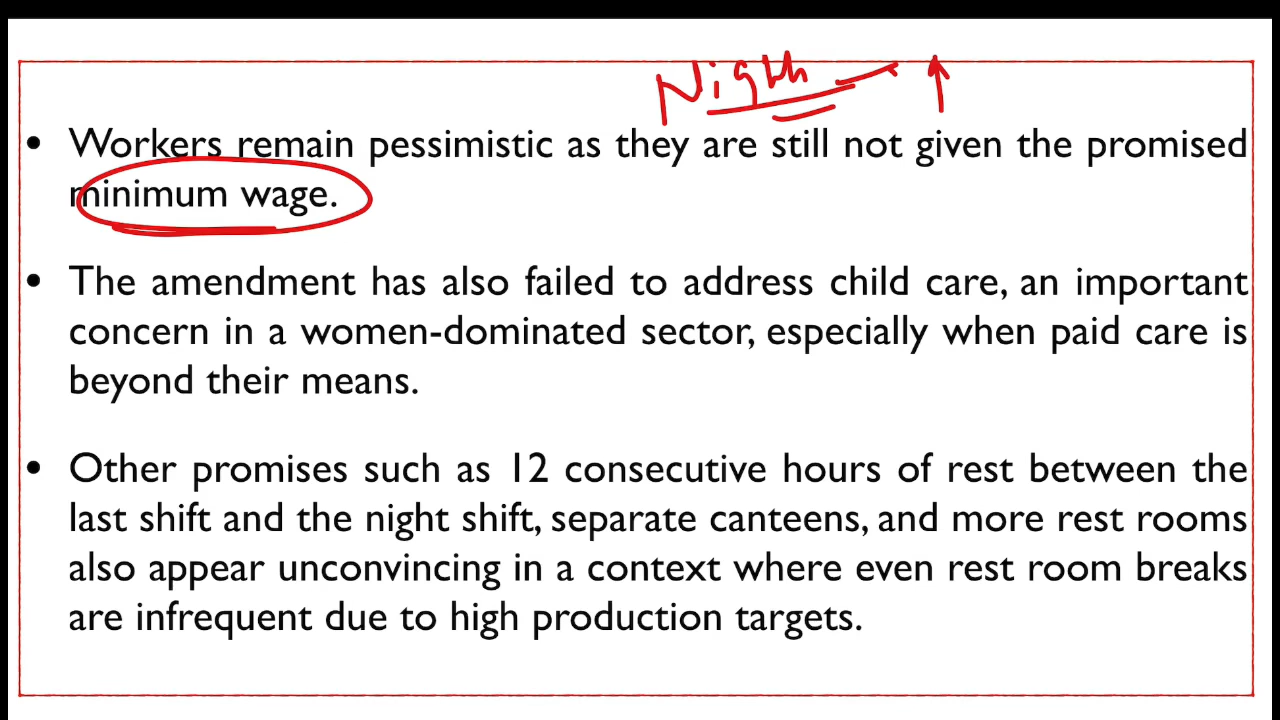 Night
• Workers remain pessimistic as they are still not given the promised
minimum wage.
• The amendment has also failed to address child care, an important
concern in a women-dominated sector, especially when paid care is
beyond their means.
• Other promises such as 12 consecutive hours of rest between the
last shift and the night shift, separate canteens, and more rest rooms
also appear unconvincing in a context where even rest room breaks
are infrequent due to high production targets.